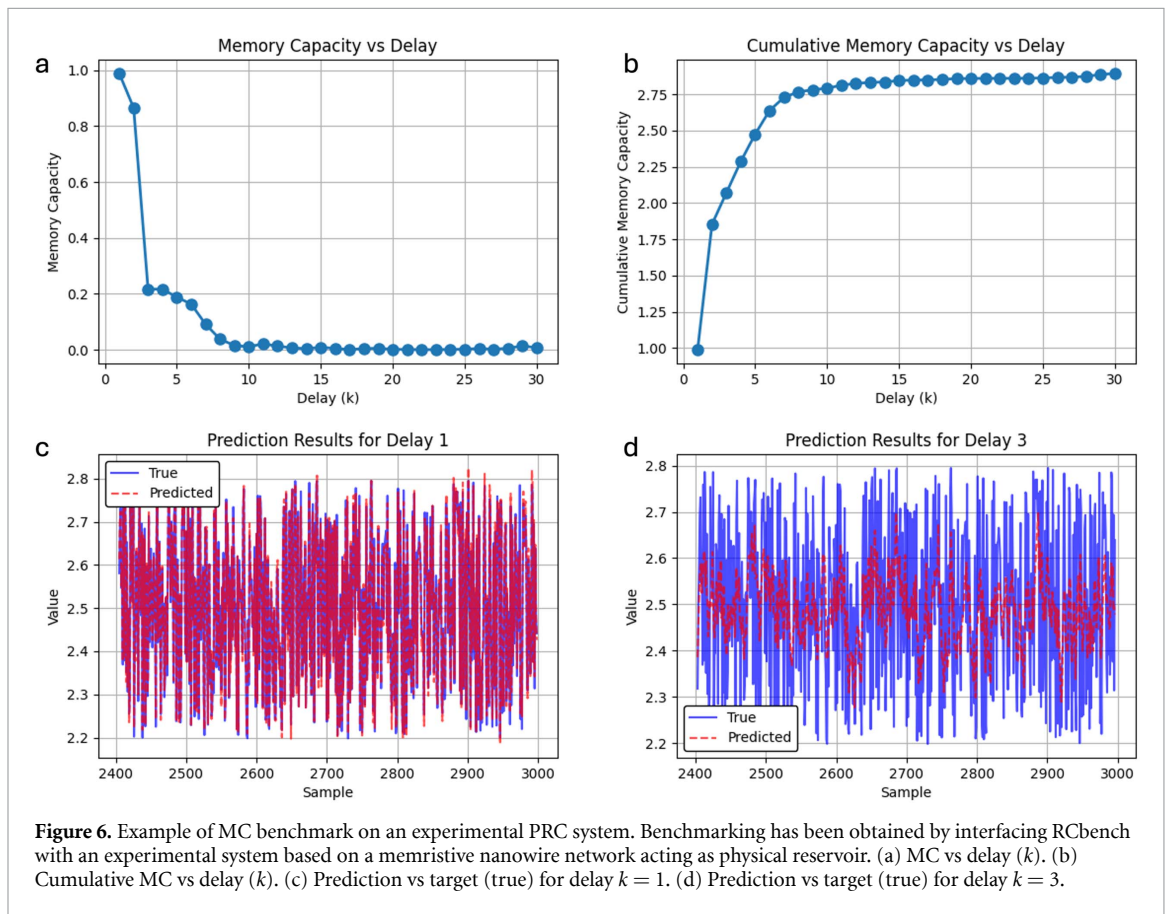 a
Memory Capacity vs Delay
1.0
0.8
0.6
0.4
0.2
0.0
Memory Capacity
0 5 10 15 20 25 30
Delay (k)
b
Cumulative Memory Capacity vs Delay
2.75
2.50
2.25
2.00
1.75
1.50
1.25
1.00
Cumulative Memory Capacity
0 5 10 15 20 25 30
Delay (k)
c
Prediction Results for Delay 1
True
Predicted
2.8
2.7
2.6
2.5
2.4
2.3
2.2
Value
2400 2500 2600 2700 2800 2900 3000
Sample
d
Prediction Results for Delay 3
2.8
2.7
2.6
2.5
2.4
2.3
2.2
Value
True
Predicted
2400 2500 2600 2700 2800 2900 3000
Sample
Figure 6. Example of MC benchmark on an experimental PRC system. Benchmarking has been obtained by interfacing RCbench
with an experimental system based on a memristive nanowire network acting as physical reservoir. (a) MC vs delay (k). (b)
Cumulative MC vs delay (k). (c) Prediction vs target (true) for delay k = 1. (d) Prediction vs target (true) for delay k = 3.